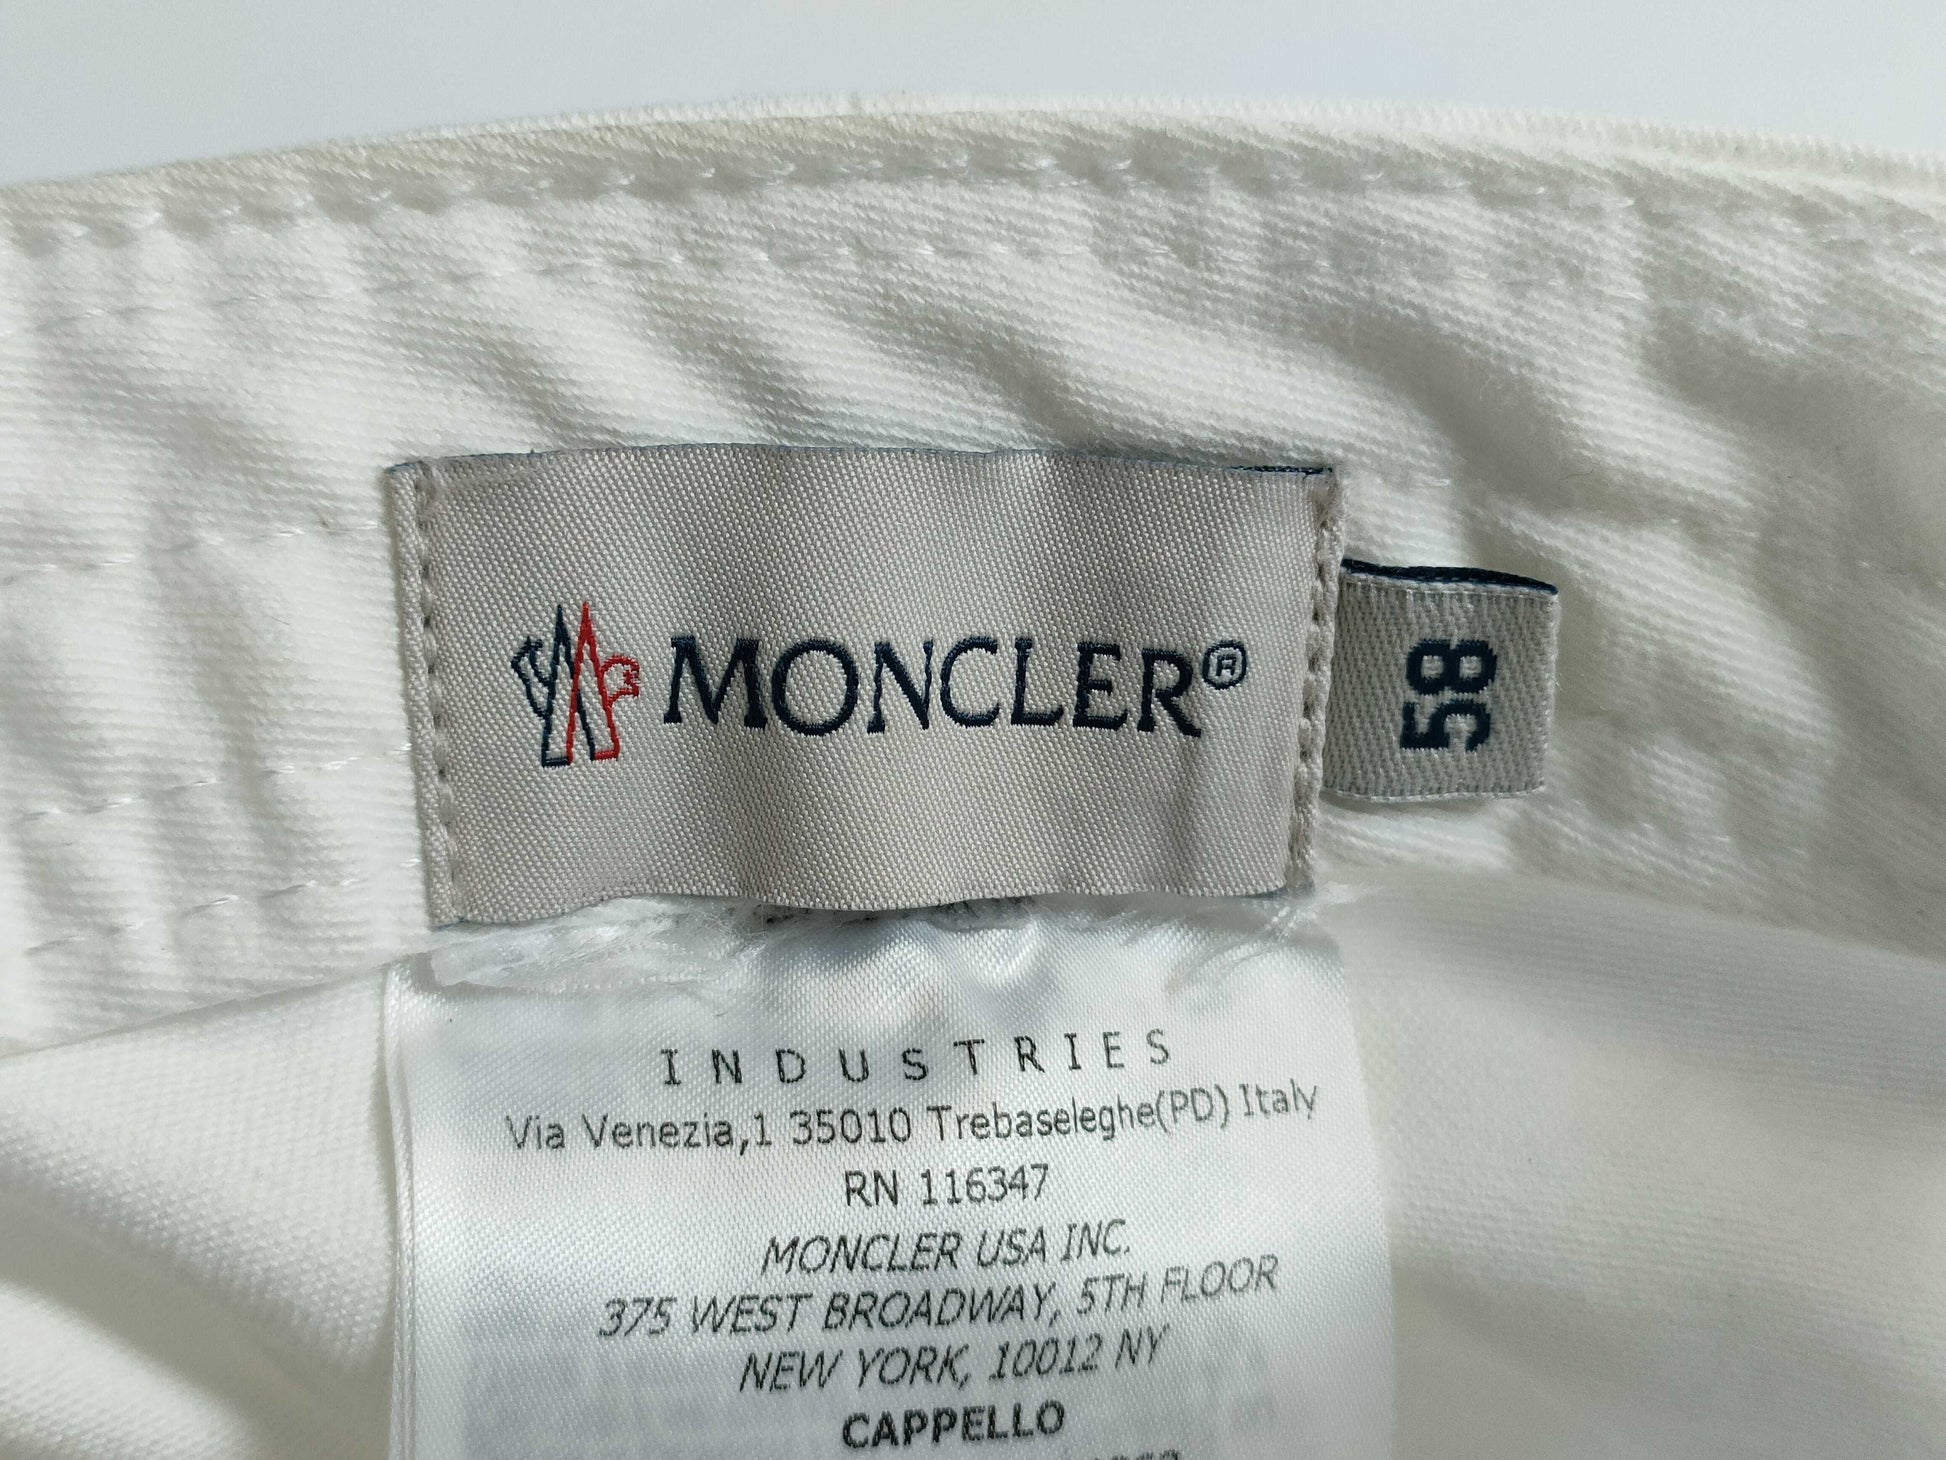 MONCLER®
58
INDUSTRIES
Via Venezia,1 35010 Trebaseleghe(PD) Italy
RN 116347
MONCLER USA INC.
375 WEST BROADWAY, 5TH FLOOR
NEW YORK, 10012 NY
CAPPELLO